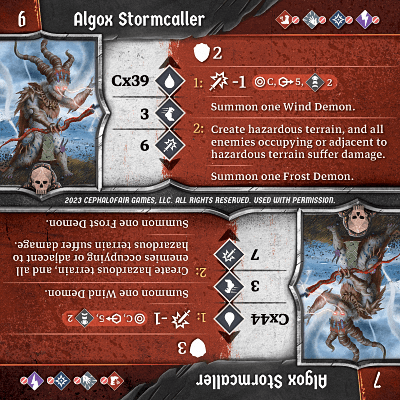 6 Algox Stormcaller
2
Cx39
3
6
1: -1 C, 5, 2
Summon one Wind Demon.
2: Create hazardous terrain, and all
enemies occupying or adjacent to
hazardous terrain suffer damage.
Summon one Frost Demon.
2023 CEPHALOFAIR GAMES, LLC. ALL RIGHTS RESERVED. USED WITH PERMISSION.
7 Algox Stormcaller
3
Cx44
3
7
1: -1 C, 5, 2
Summon one Wind Demon.
2: Create hazardous terrain, and all
enemies occupying or adjacent to
hazardous terrain suffer damage.
Summon one Frost Demon.